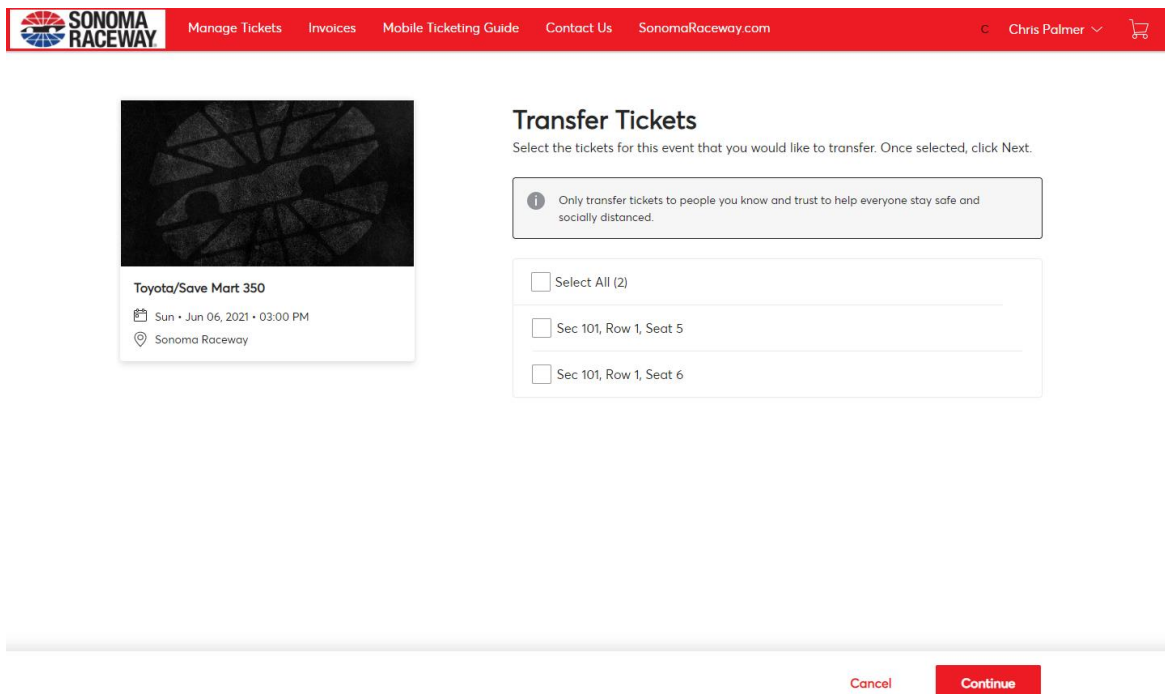 SONOMA
RACEWAY.
Manage Tickets Invoices Mobile Ticketing Guide Contact Us SonomaRaceway.com C Chris Palmer
Transfer Tickets
Select the tickets for this event that you would like to transfer. Once selected, click Next.
Only transfer tickets to people you know and trust to help everyone stay safe and
socially distanced.
Toyota/Save Mart 350
Sun • Jun 06, 2021 • 03:00 PM
Sonoma Raceway
Select All (2)
Sec 101, Row 1, Seat 5
Sec 101, Row 1, Seat 6
Cancel Continue